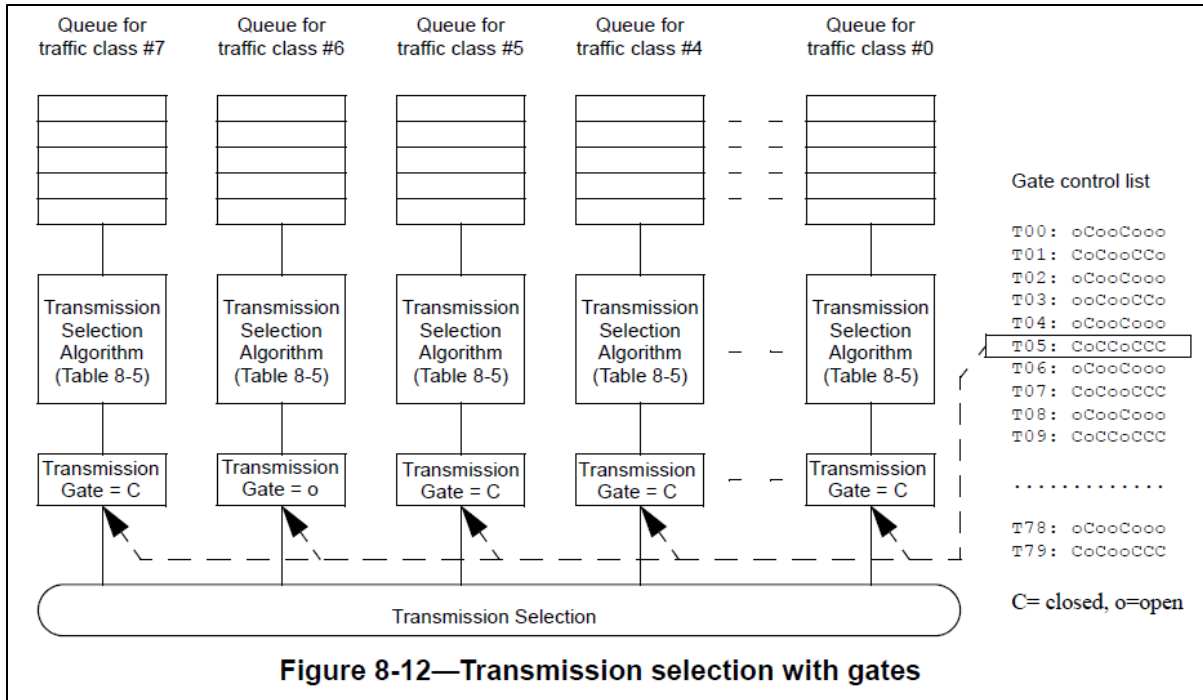 Queue for
traffic class #7
Queue for
traffic class #6
Queue for
traffic class #5
Queue for
traffic class #4
Queue for
traffic class #0
Transmission
Selection
Algorithm
(Table 8-5)
Transmission
Selection
Algorithm
(Table 8-5)
Transmission
Selection
Algorithm
(Table 8-5)
Transmission
Selection
Algorithm
(Table 8-5)
Transmission
Selection
Algorithm
(Table 8-5)
Transmission
Gate = C
Transmission
Gate = o
Transmission
Gate = C
Transmission
Gate = C
Transmission
Gate = C
Transmission Selection
Gate control list
T00: oCooCooo
T01: CoCooCCo
T02: oCooCooo
T03: ooCooCCo
T04: oCooCooo
T05: CoCCoCCC
T06: oCooCooo
T07: CoCooCCC
T08: oCooCooo
T09: CoCCoCCC
. . . . . . . . . . . . .
T78: oCooCooo
T79: CoCooCCC
C= closed, o=open
Figure 8-12—Transmission selection with gates